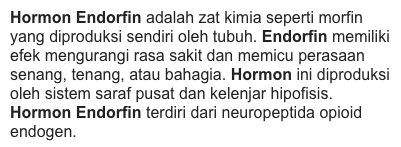 Hormon Endorfin adalah zat kimia seperti morfin
yang diproduksi sendiri oleh tubuh. Endorfin memiliki
efek mengurangi rasa sakit dan memicu perasaan
senang, tenang, atau bahagia. Hormon ini diproduksi
oleh sistem saraf pusat dan kelenjar hipofisis.
Hormon Endorfin terdiri dari neuropeptida opioid
endogen.